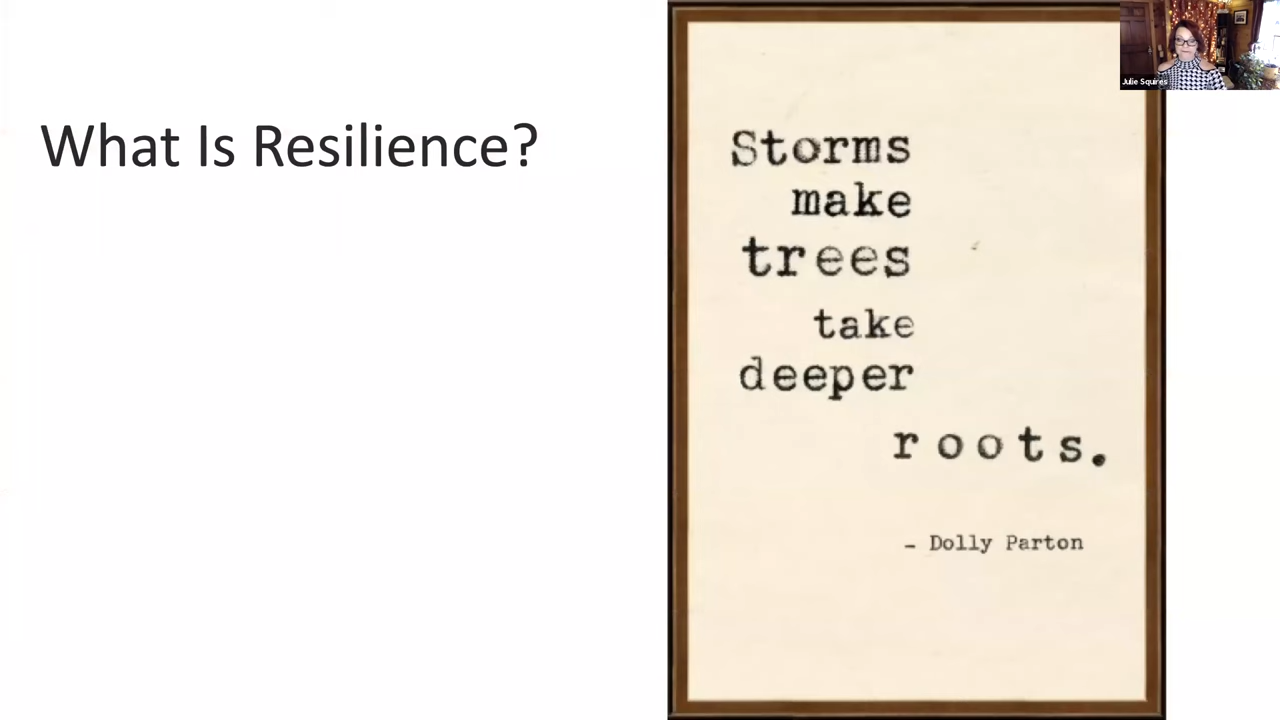 What Is Resilience?
Storms
make
trees
take
deeper
roots.
- Dolly Parton
Julie Squires